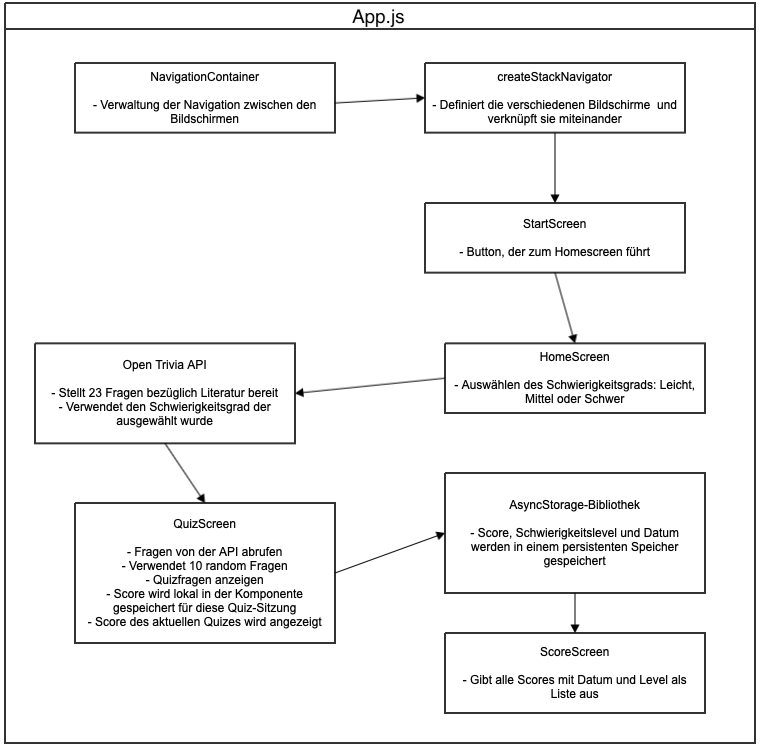 App.js
NavigationContainer
- Verwaltung der Navigation zwischen den
Bildschirmen
createStackNavigator
- Definiert die verschiedenen Bildschirme und
verknüpft sie miteinander
StartScreen
- Button, der zum Homescreen führt
HomeScreen
- Auswählen des Schwierigkeitsgrads: Leicht,
Mittel oder Schwer
Open Trivia API
- Stellt 23 Fragen bezüglich Literatur bereit
- Verwendet den Schwierigkeitsgrad der
ausgewählt wurde
QuizScreen
- Fragen von der API abrufen
- Verwendet 10 random Fragen
- Quizfragen anzeigen
- Score wird lokal in der Komponente
gespeichert für diese Quiz-Sitzung
- Score des aktuellen Quizes wird angezeigt
AsyncStorage-Bibliothek
- Score, Schwierigkeitslevel und Datum
werden in einem persistenten Speicher
gespeichert
ScoreScreen
- Gibt alle Scores mit Datum und Level als
Liste aus